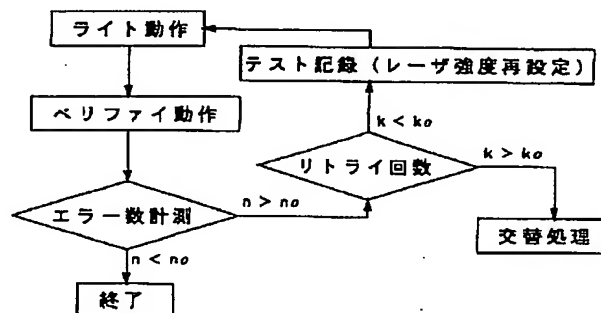 ライト動作
テスト記録（レーザ強度再設定）
ベリファイ動作
k < ko
リトライ回数
k > ko
エラー数計測
n > no
交替処理
n < no
終了